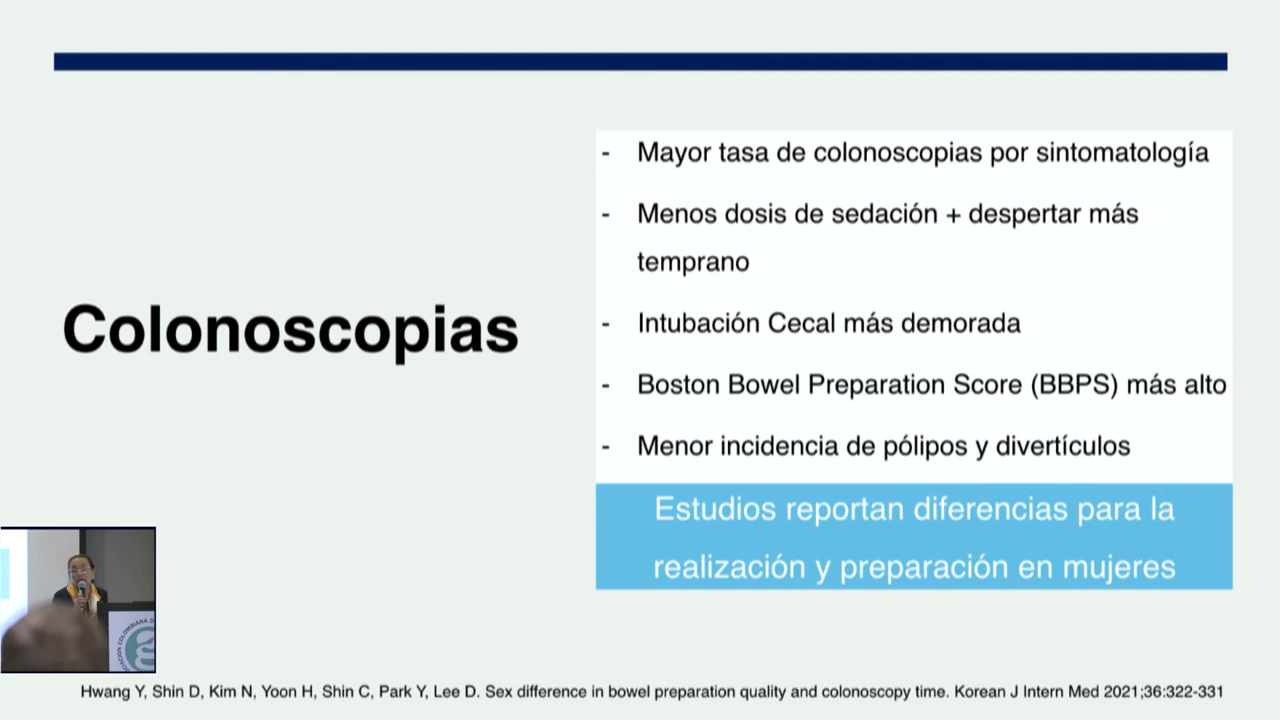 Colonoscopias
- Mayor tasa de colonoscopias por sintomatología
- Menos dosis de sedación + despertar más
temprano
- Intubación Cecal más demorada
- Boston Bowel Preparation Score (BBPS) más alto
- Menor incidencia de pólipos y divertículos
Estudios reportan diferencias para la
realización y preparación en mujeres
COLOMBIANA
Hwang Y, Shin D, Kim N, Yoon H, Shin C, Park Y, Lee D. Sex difference in bowel preparation quality and colonoscopy time. Korean J Intern Med 2021;36:322-331